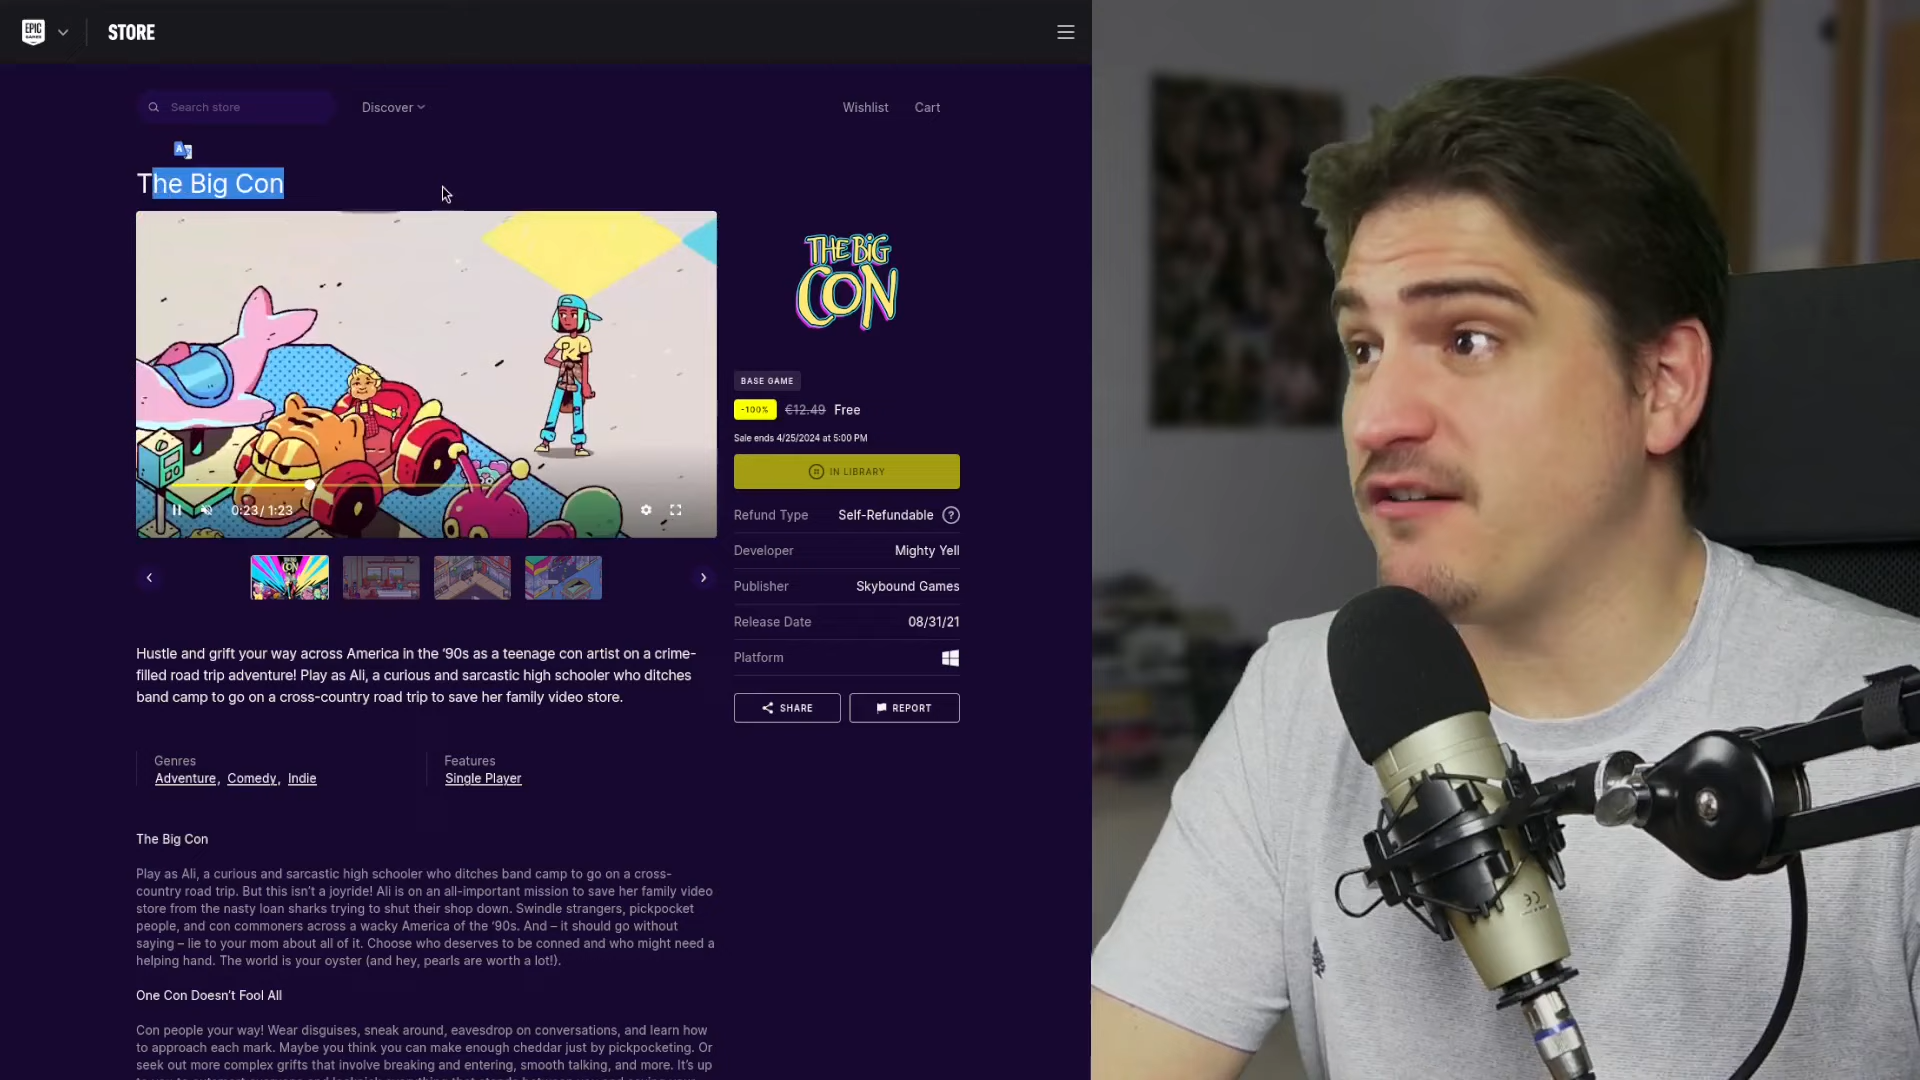 EPIC GAMES
STORE
Search store
Discover
Wishlist
Cart
The Big Con
THE BIG CON
BASE GAME
-100% €12.49 Free
Sale ends 4/25/2024 at 5:00 PM
IN LIBRARY
0:23 / 1:23
Refund Type Self-Refundable
Developer Mighty Yell
Publisher Skybound Games
Release Date 08/31/21
Platform
SHARE
REPORT
Hustle and grift your way across America in the ‘90s as a teenage con artist on a crime-
filled road trip adventure! Play as Ali, a curious and sarcastic high schooler who ditches
band camp to go on a cross-country road trip to save her family video store.
Genres
Adventure, Comedy, Indie
Features
Single Player
The Big Con
Play as Ali, a curious and sarcastic high schooler who ditches band camp to go on a cross-
country road trip. But this isn’t a joyride! Ali is on an all-important mission to save her family video
store from the nasty loan sharks trying to shut their shop down. Swindle strangers, pickpocket
people, and con commoners across a wacky America of the ‘90s. And – it should go without
saying – lie to your mom about all of it. Choose who deserves to be conned and who might need a
helping hand. The world is your oyster (and hey, pearls are worth a lot!).
One Con Doesn’t Fool All
Con people your way! Wear disguises, sneak around, eavesdrop on conversations, and learn how
to approach each mark. Maybe you think you can make enough cheddar just by pickpocketing. Or
seek out more complex grifts that involve breaking and entering, smooth talking, and more. It’s up